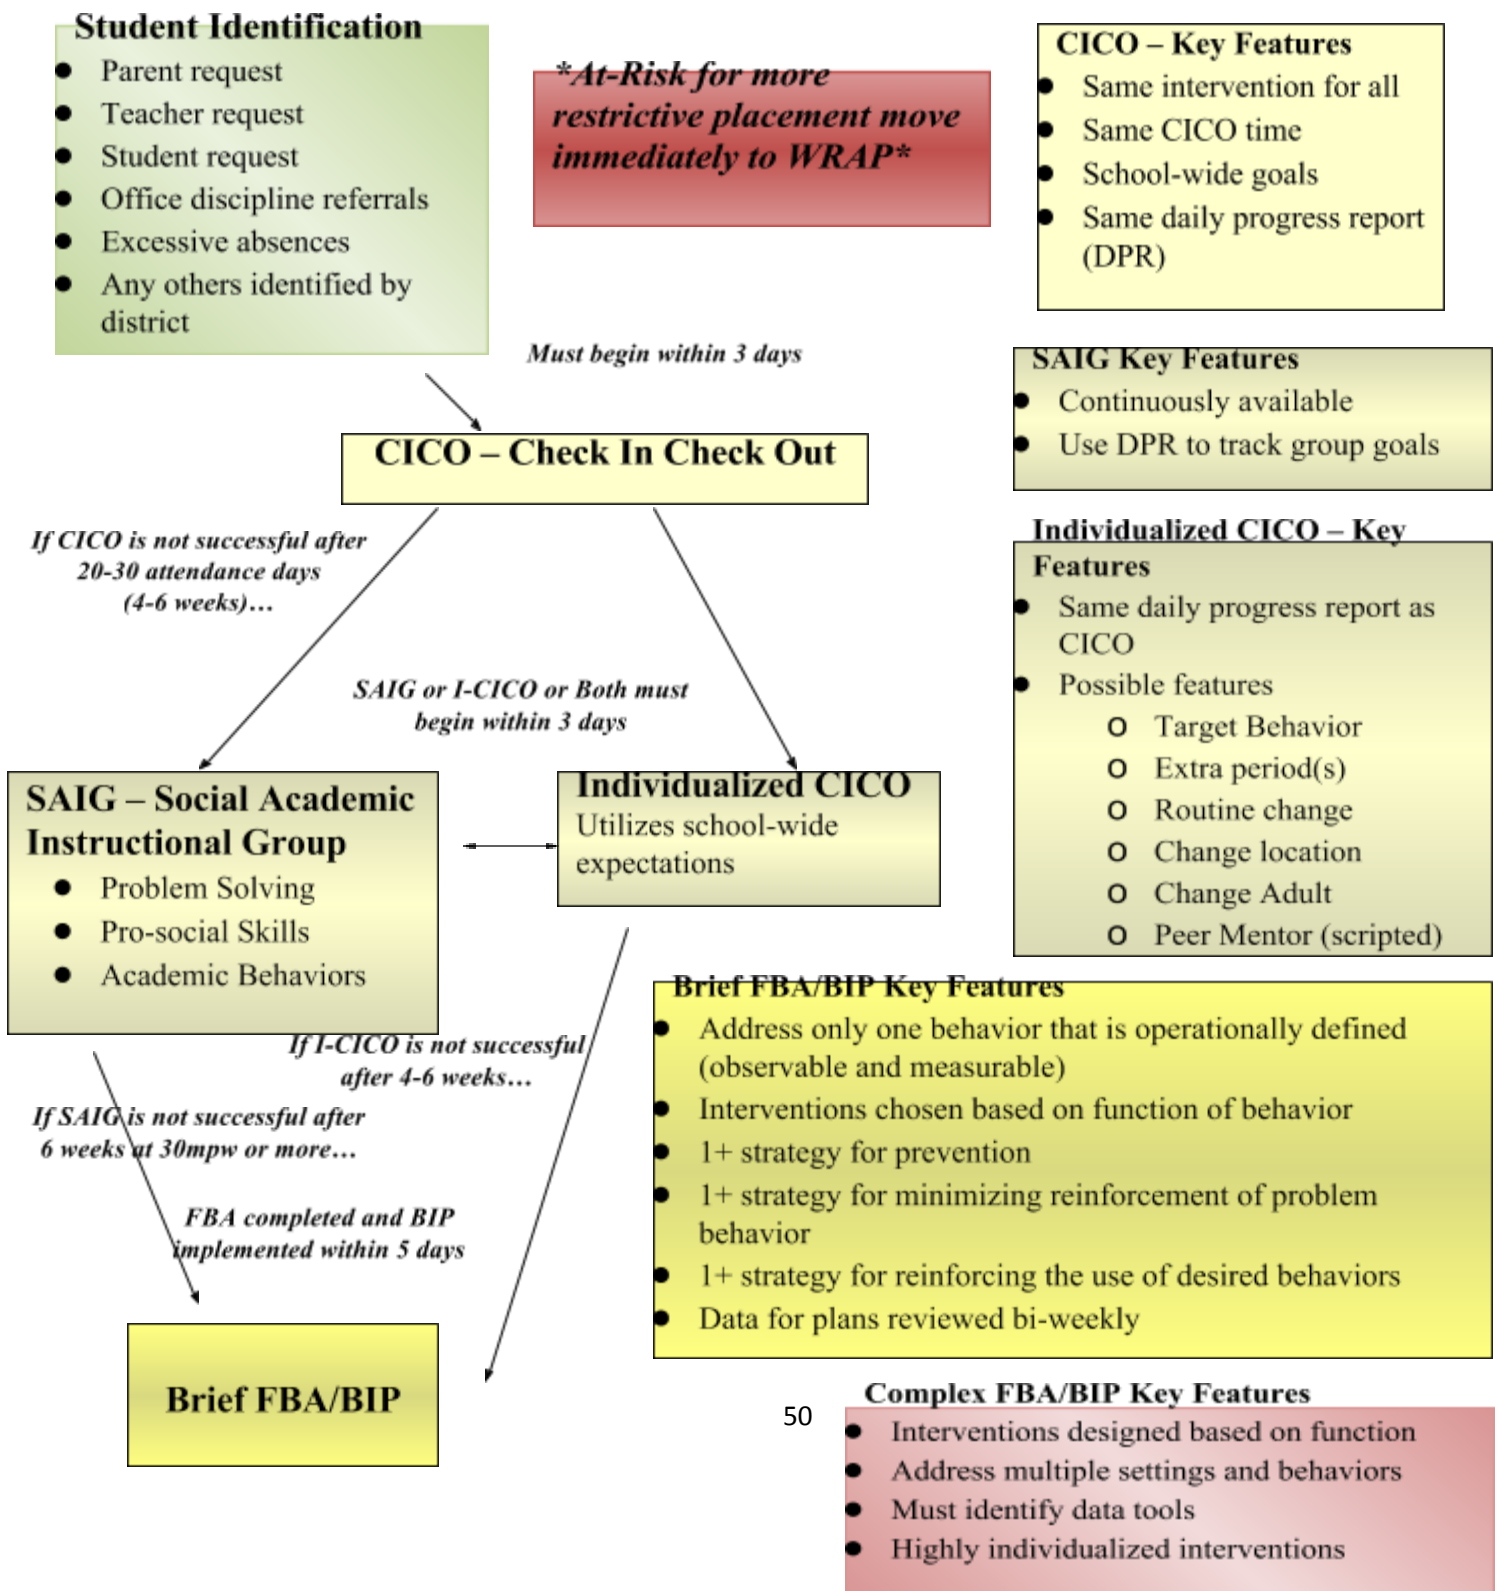 Student Identification
● Parent request
● Teacher request
● Student request
● Office discipline referrals
● Excessive absences
● Any others identified by
district
*At-Risk for more
restrictive placement move
immediately to WRAP*
CICO – Key Features
● Same intervention for all
● Same CICO time
● School-wide goals
● Same daily progress report
(DPR)
Must begin within 3 days
SAIG Key Features
● Continuously available
● Use DPR to track group goals
CICO – Check In Check Out
If CICO is not successful after
20-30 attendance days
(4-6 weeks)…
SAIG or I-CICO or Both must
begin within 3 days
Individualized CICO – Key
Features
● Same daily progress report as
CICO
● Possible features
o Target Behavior
o Extra period(s)
o Routine change
o Change location
o Change Adult
o Peer Mentor (scripted)
SAIG – Social Academic
Instructional Group
● Problem Solving
● Pro-social Skills
● Academic Behaviors
Individualized CICO
Utilizes school-wide
expectations
If I-CICO is not successful
after 4-6 weeks…
If SAIG is not successful after
6 weeks at 30mpw or more…
FBA completed and BIP
implemented within 5 days
Brief FBA/BIP Key Features
● Address only one behavior that is operationally defined
(observable and measurable)
● Interventions chosen based on function of behavior
● 1+ strategy for prevention
● 1+ strategy for minimizing reinforcement of problem
behavior
● 1+ strategy for reinforcing the use of desired behaviors
● Data for plans reviewed bi-weekly
Brief FBA/BIP
50
Complex FBA/BIP Key Features
● Interventions designed based on function
● Address multiple settings and behaviors
● Must identify data tools
● Highly individualized interventions